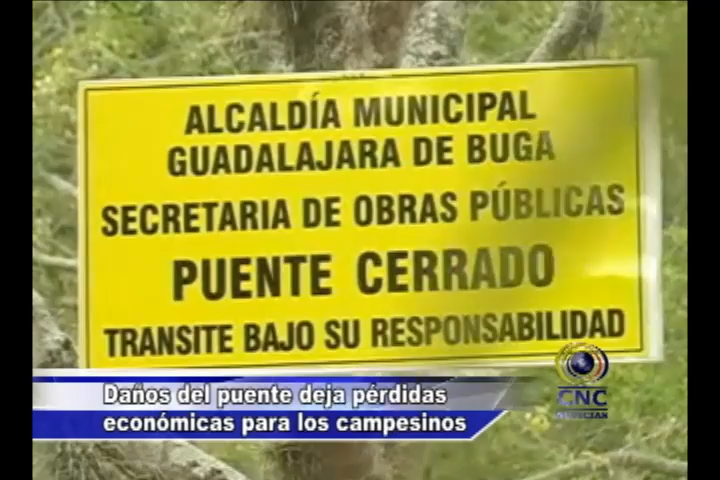 ALCALDÍA MUNICIPAL
GUADALAJARA DE BUGA
SECRETARIA DE OBRAS PÚBLICAS
PUENTE CERRADO
TRANSITE BAJO SU RESPONSABILIDAD
Daños del puente deja pérdidas
económicas para los campesinos
CNC
NOTICIAS